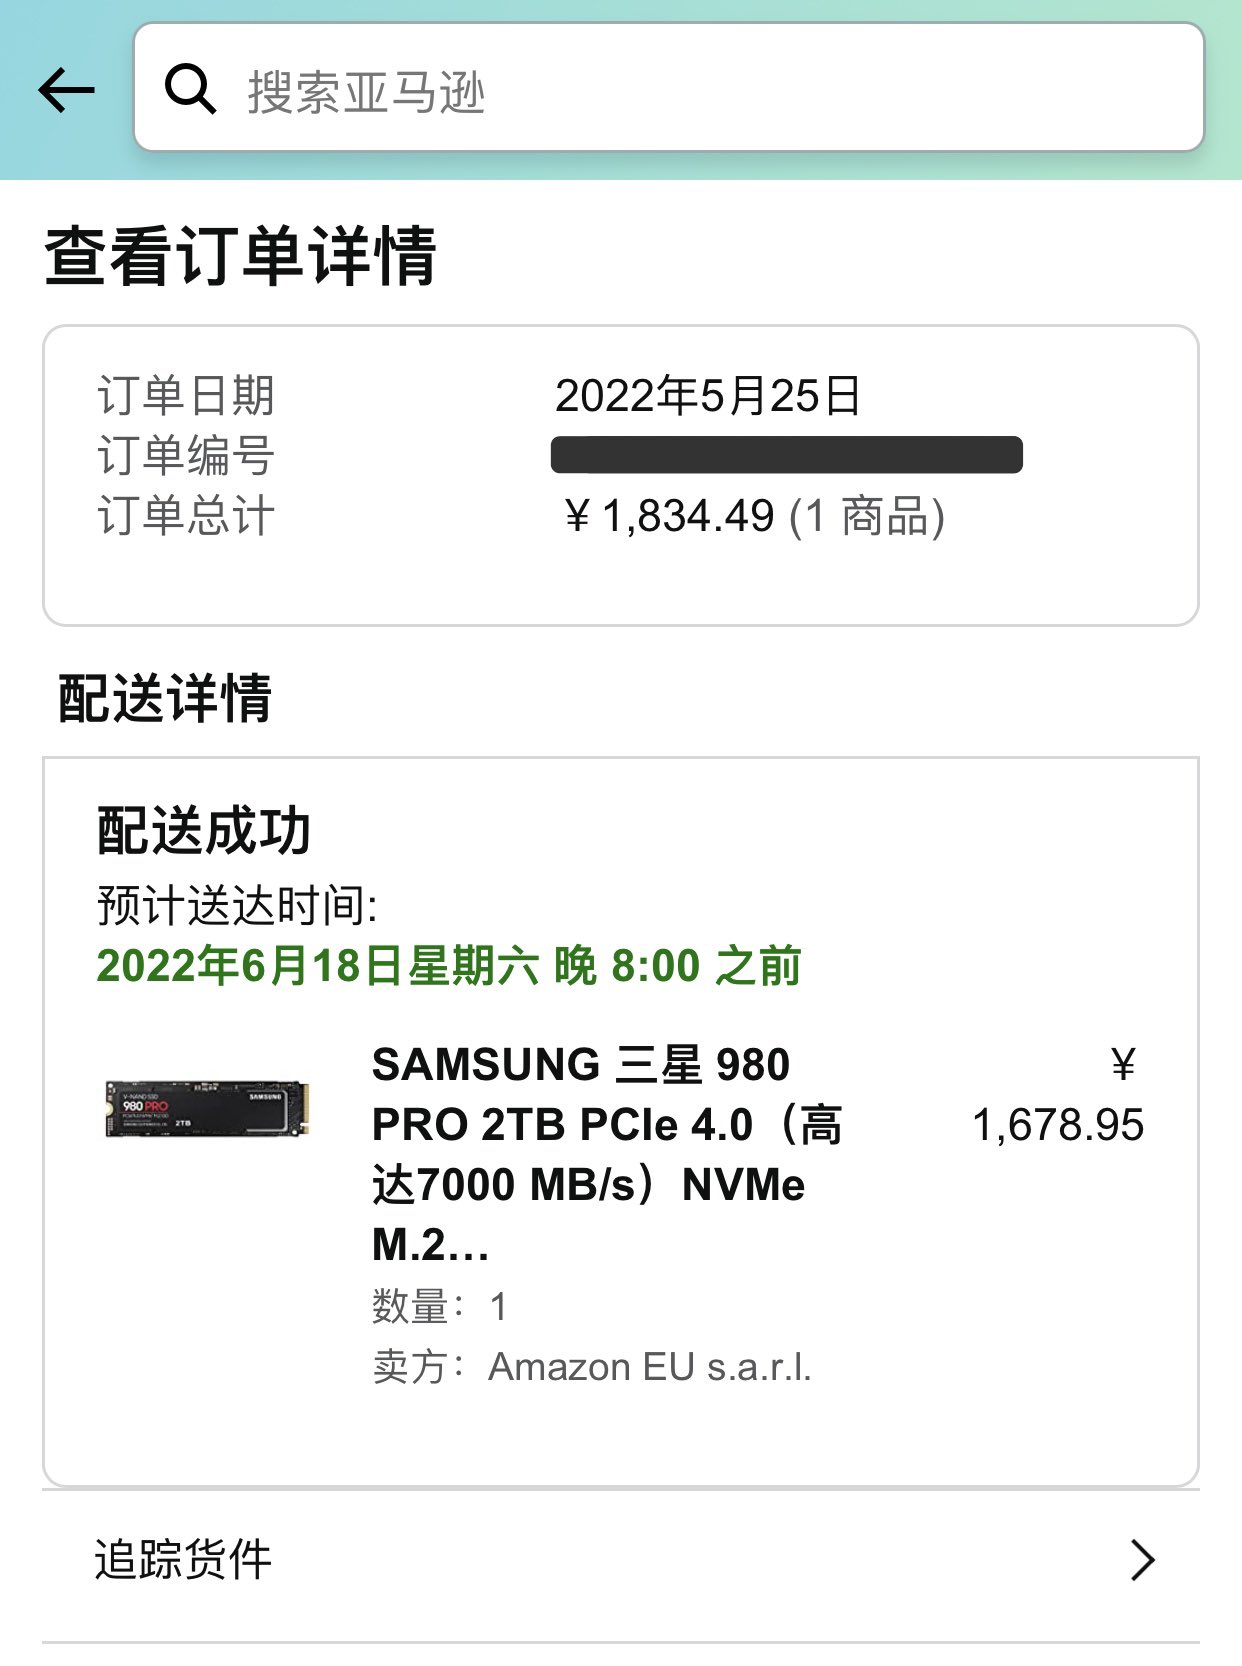 搜索亚马逊
查看订单详情
订单日期 2022年5月25日
订单编号
订单总计 ¥ 1,834.49 (1 商品)
配送详情
配送成功
预计送达时间:
2022年6月18日星期六 晚 8:00 之前
V-NAND SSD
980 PRO
SAMSUNG
2TB
SAMSUNG 三星 980
PRO 2TB PCIe 4.0（高
达7000 MB/s）NVMe
M.2...
¥
1,678.95
数量： 1
卖方： Amazon EU s.a.r.l.
追踪货件